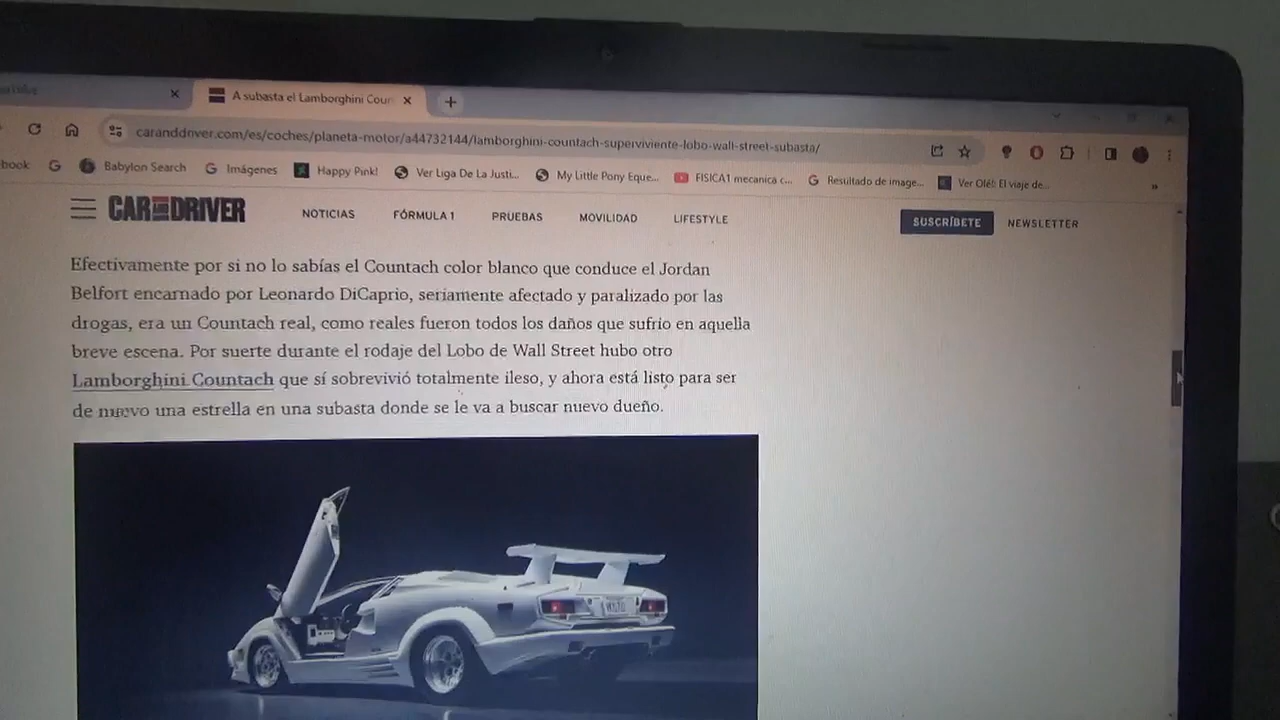 A subasta el Lamborghini Coun
caranddriver.com/es/coches/planeta-motor/a44732144/lamborghini-countach-superviviente-lobo-wall-street-subasta/
book
Babylon Search
Imágenes
Happy Pink!
Ver Liga De La Justi...
My Little Pony Eque...
FISICA1 mecanica c...
Resultado de image...
Ver Olé!: El viaje de...
CAR AND DRIVER
NOTICIAS
FÓRMULA 1
PRUEBAS
MOVILIDAD
LIFESTYLE
SUSCRÍBETE
NEWSLETTER
Efectivamente por si no lo sabías el Countach color blanco que conduce el Jordan
Belfort encarnado por Leonardo DiCaprio, seriamente afectado y paralizado por las
drogas, era un Countach real, como reales fueron todos los daños que sufrio en aquella
breve escena. Por suerte durante el rodaje del Lobo de Wall Street hubo otro
Lamborghini Countach que sí sobrevivió totalmente ileso, y ahora está listo para ser
de nuevo una estrella en una subasta donde se le va a buscar nuevo dueño.